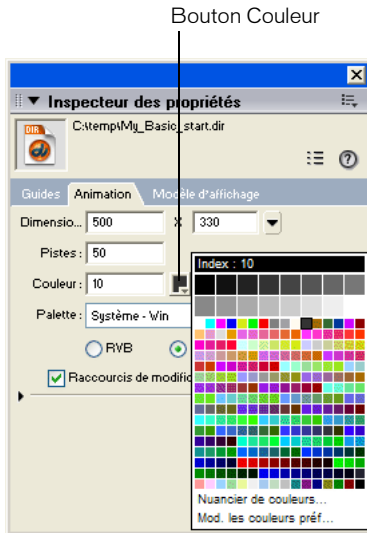 Bouton Couleur
Inspecteur des propriétés
DIR
C:\temp\My_Basic_start.dir
Guides Animation Modèle d'affichage
Dimensio... 500 X 330
Pistes : 50
Index : 10
Couleur : 10
Palette : Système - Win
RVB
Raccourcis de modific
Nuancier de couleurs...
Mod. les couleurs préf...